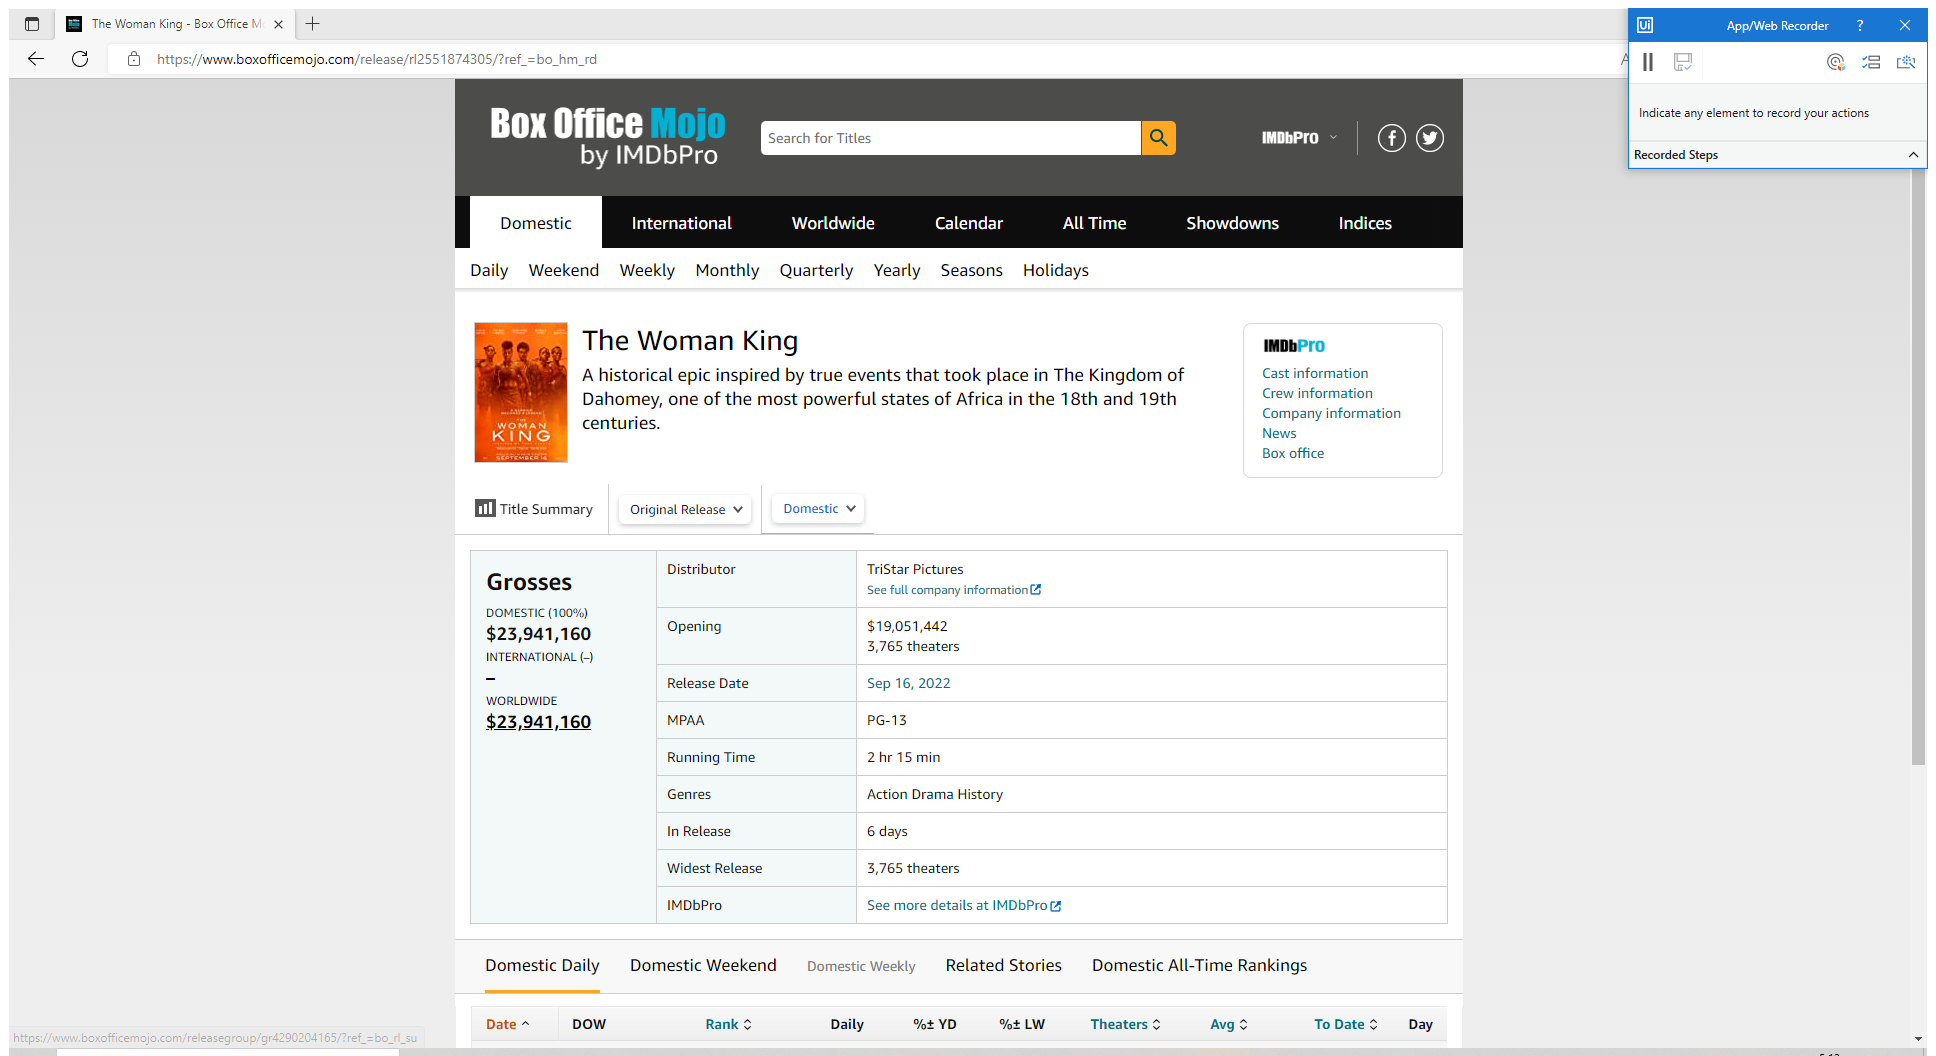 The Woman King - Box Office M
App/Web Recorder ?
https://www.boxofficemojo.com/release/rl2551874305/?ref_=bo_hm_rd
Indicate any element to record your actions
Recorded Steps
Box Office Mojo
by IMDbPro
Search for Titles
IMDbPro
Domestic International Worldwide Calendar All Time Showdowns Indices
Daily Weekend Weekly Monthly Quarterly Yearly Seasons Holidays
THE
WOMAN
KING
SEPTEMBER 16
The Woman King
A historical epic inspired by true events that took place in The Kingdom of
Dahomey, one of the most powerful states of Africa in the 18th and 19th
centuries.
IMDbPro
Cast information
Crew information
Company information
News
Box office
Title Summary Original Release Domestic
Grosses
DOMESTIC (100%)
$23,941,160
INTERNATIONAL (–)
–
WORLDWIDE
$23,941,160
Distributor TriStar Pictures
See full company information
Opening $19,051,442
3,765 theaters
Release Date Sep 16, 2022
MPAA PG-13
Running Time 2 hr 15 min
Genres Action Drama History
In Release 6 days
Widest Release 3,765 theaters
IMDbPro See more details at IMDbPro
Domestic Daily Domestic Weekend Domestic Weekly Related Stories Domestic All-Time Rankings
Date DOW Rank Daily %± YD %± LW Theaters Avg To Date Day
https://www.boxofficemojo.com/releasegroup/gr4290204165/?ref_=bo_rl_su